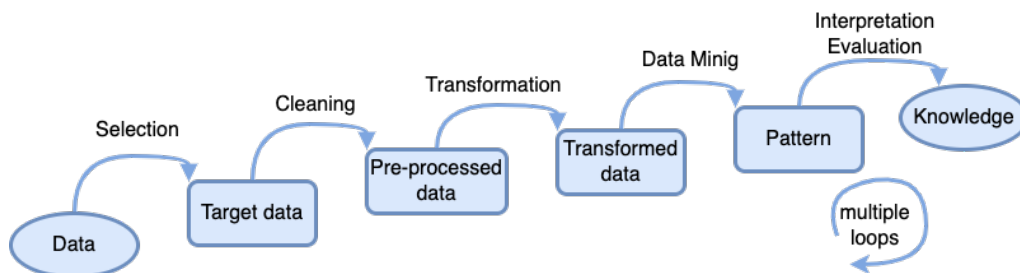 Selection
Cleaning
Transformation
Data Minig
Interpretation
Evaluation
Data
Target data
Pre-processed
data
Transformed
data
Pattern
Knowledge
multiple
loops